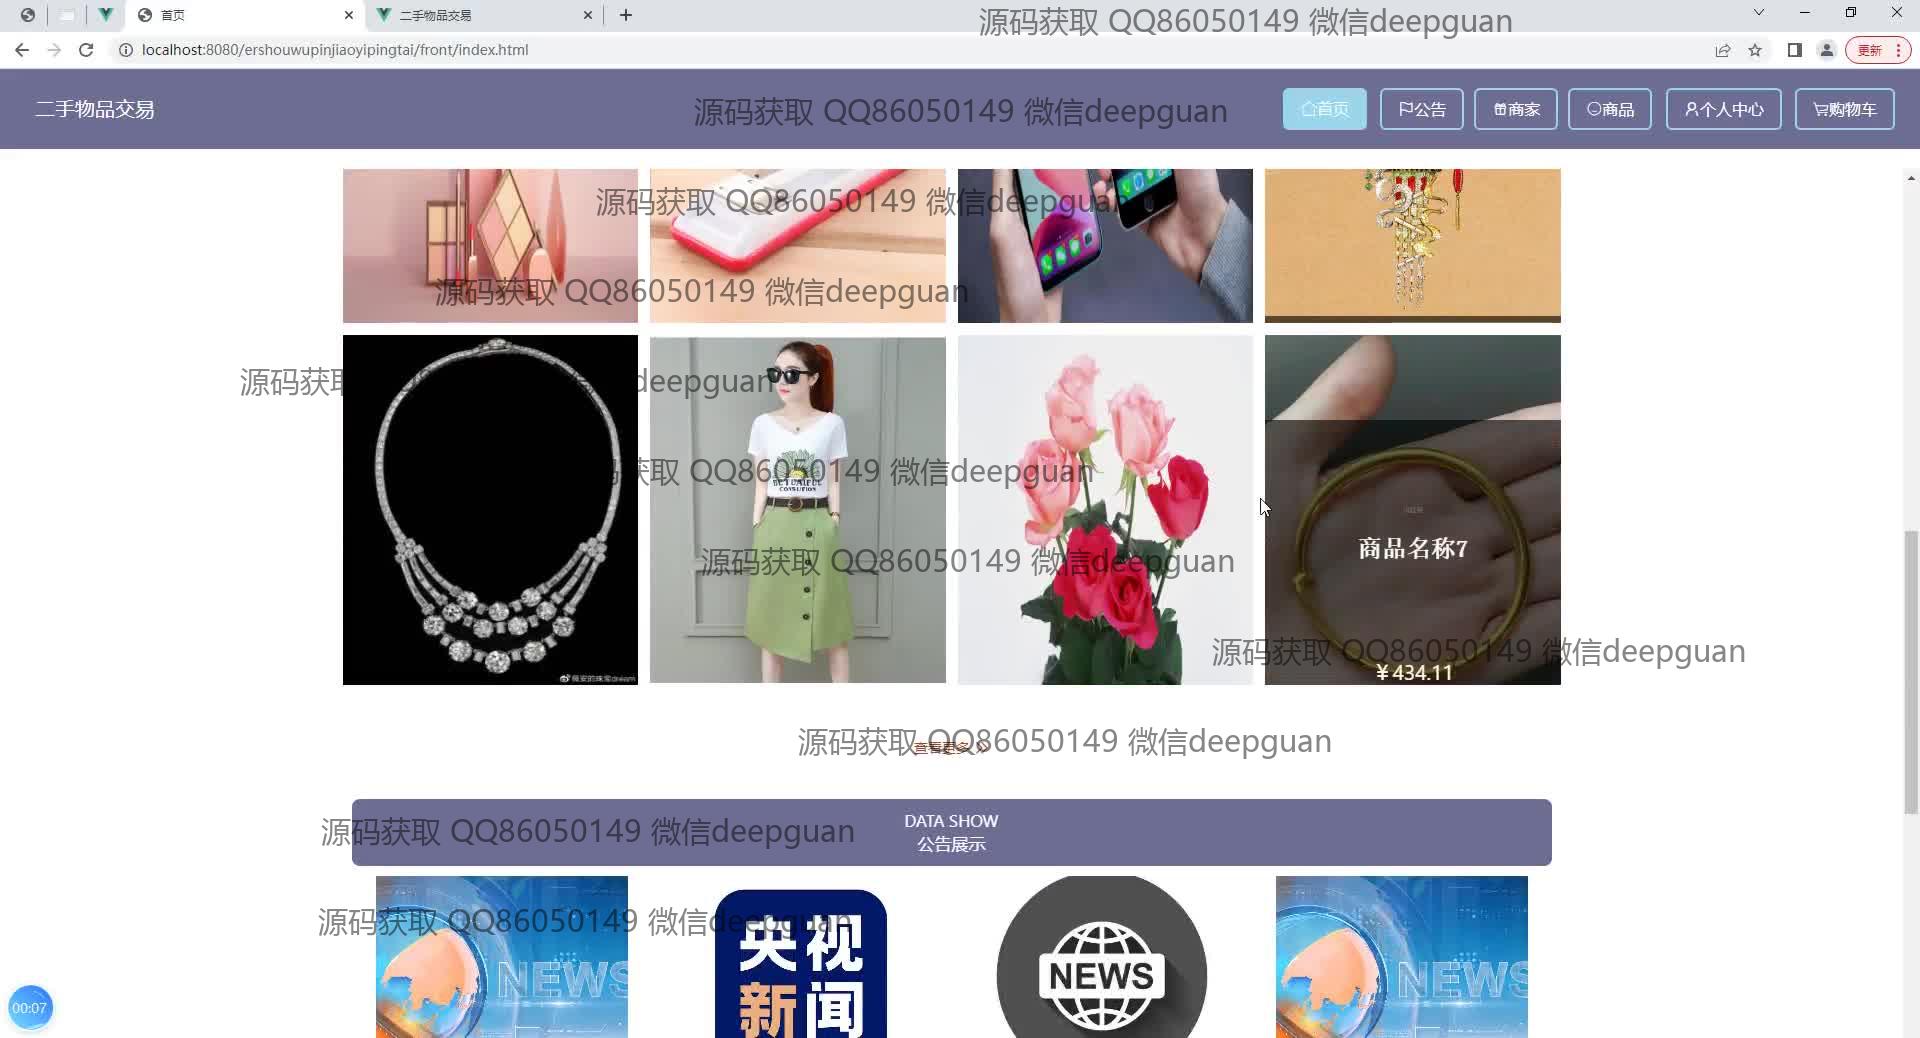 首页
二手物品交易
源码获取 QQ86050149 微信deepguan
localhost:8080/ershouwupinjiaoyipingtai/front/index.html
更新
二手物品交易
源码获取 QQ86050149 微信deepguan
首页
公告
商家
商品
个人中心
购物车
源码获取 QQ86050149 微信deepguan
源码获取 QQ86050149 微信deepguan
源码获取
deepguan
BEAUTIFUL
获取 QQ86050149 微信deepguan
商品名称7
源码获取 QQ86050149 微信deepguan
源码获取 QQ86050149 微信deepguan
¥434.11
源码获取 QQ86050149 微信deepguan
查看更多
DATA SHOW
源码获取 QQ86050149 微信deepguan
公告展示
源码获取 QQ86050149 微信deepguan
央视
新闻
NEWS
NEWS
NEWS
00:07